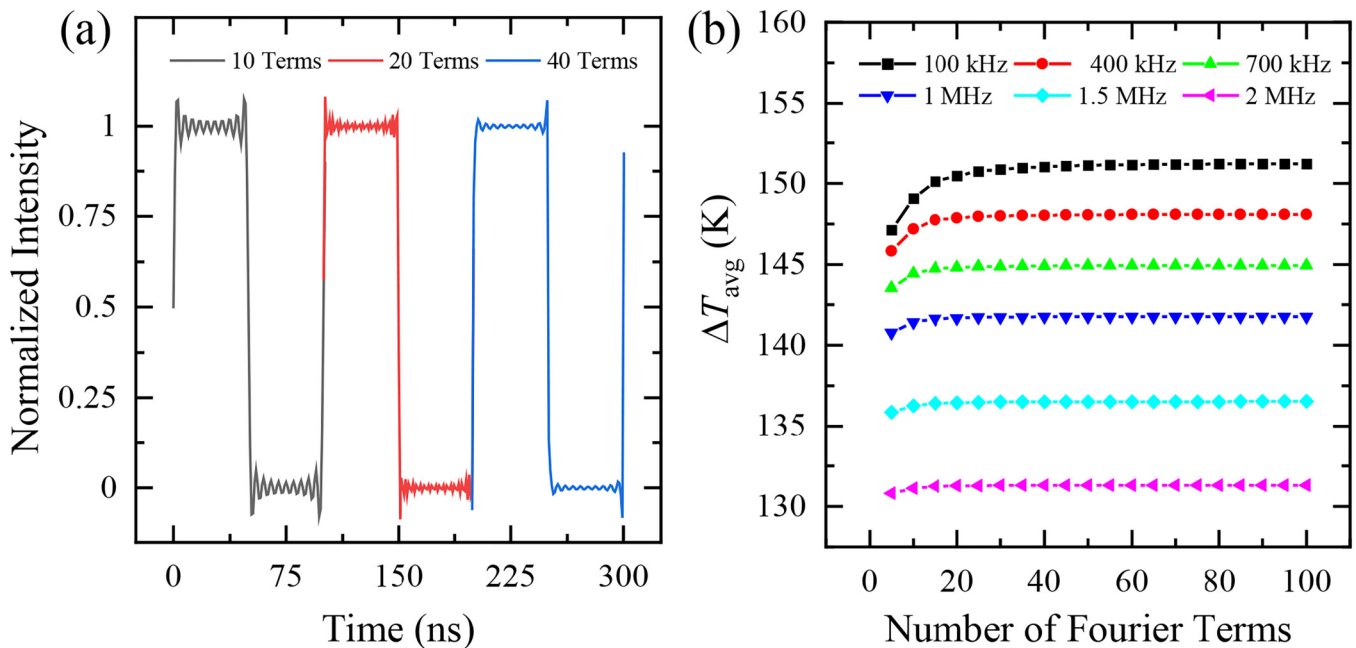 (a)
10 Terms 20 Terms 40 Terms
1
0.75
0.5
0.25
0
Normalized Intensity
0 75 150 225 300
Time (ns)
(b)
100 kHz 400 kHz 700 kHz
1 MHz 1.5 MHz 2 MHz
160
155
150
145
140
135
130
ΔTavg (K)
0 20 40 60 80 100
Number of Fourier Terms